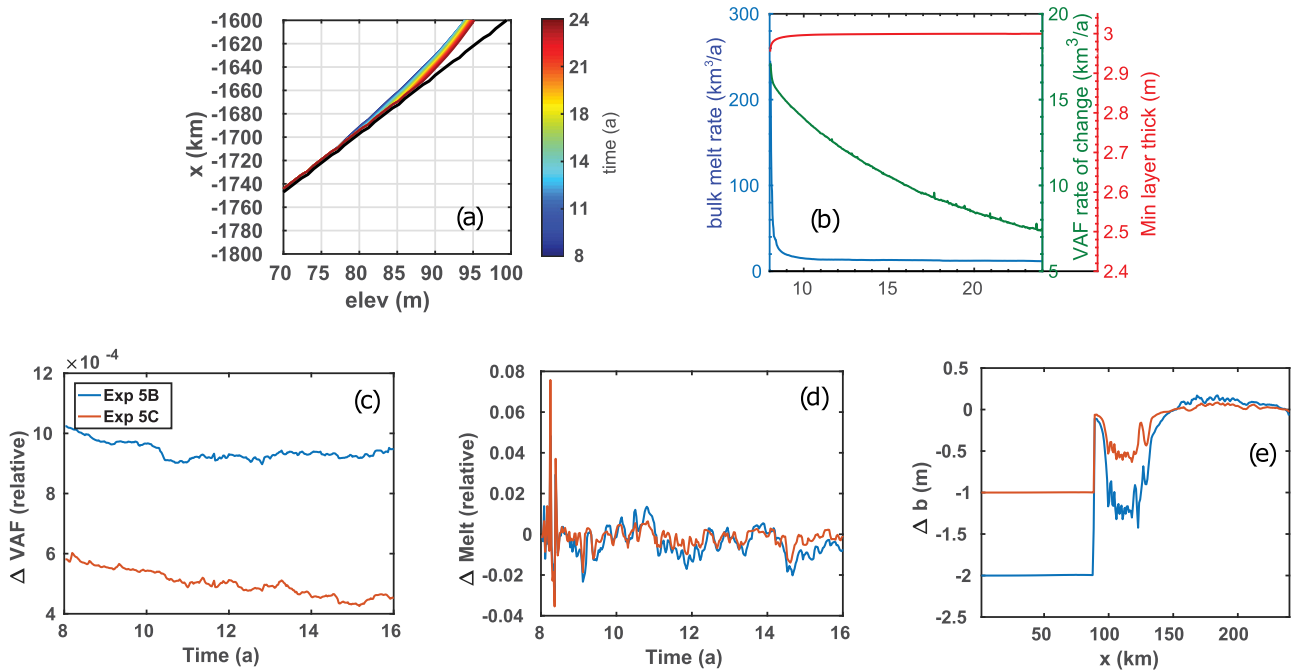 -1600
-1620
-1640
-1660
-1680
-1700
-1720
-1740
-1760
-1780
-1800
x (km)
70 75 80 85 90 95 100
elev (m)
(a)
24
22
18
14
11
8
time (a)
300
200
100
0
bulk melt rate (km3/a)
10 15 20
(b)
20
15
10
5
VAF rate of change (km3/a)
3
2.9
2.8
2.7
2.6
2.5
2.4
Min layer thick (m)
×10 -4
12
10
8
6
4
Δ VAF (relative)
Exp 5B
Exp 5C
(c)
8 10 12 14 16
Time (a)
0.08
0.06
0.04
0.02
0
-0.02
-0.04
Δ Melt (relative)
(d)
8 10 12 14 16
Time (a)
0.5
0
-0.5
-1
-1.5
-2
-2.5
Δ b (m)
(e)
50 100 150 200
x (km)